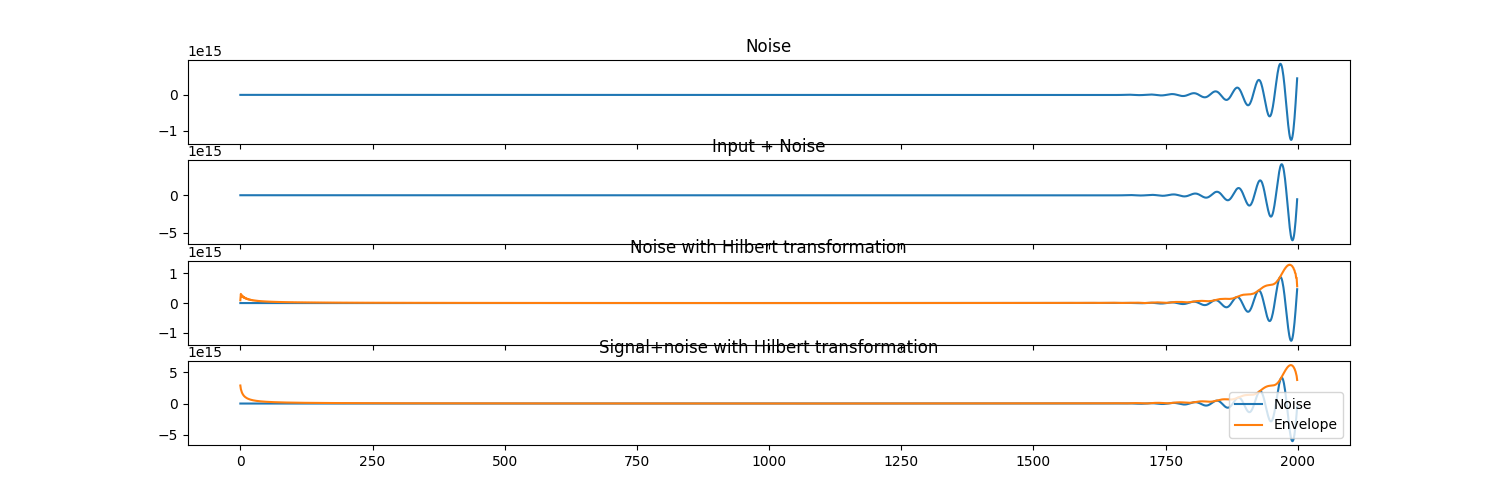 Noise
1e15
0
−1
Input + Noise
1e15
0
−5
Noise with Hilbert transformation
1e15
1
0
−1
Signal+noise with Hilbert transformation
1e15
5
0
−5
Noise
Envelope
0 250 500 750 1000 1250 1500 1750 2000